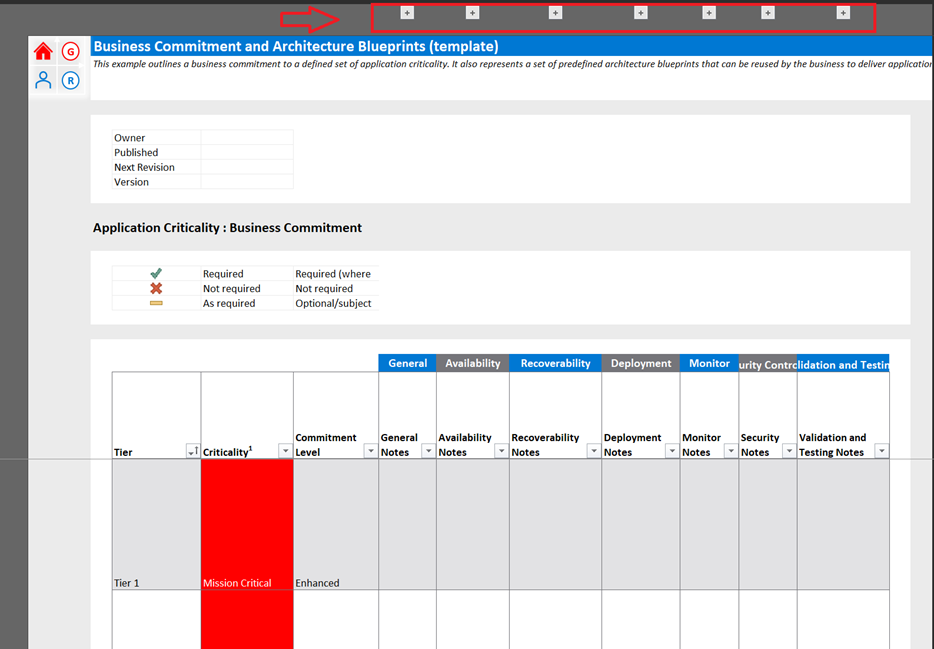 + + + + + + +
G
Business Commitment and Architecture Blueprints (template)
This example outlines a business commitment to a defined set of application criticality. It also represents a set of predefined architecture blueprints that can be reused by the business to deliver application
R
Owner
Published
Next Revision
Version
Application Criticality : Business Commitment
Required Required (where
Not required Not required
As required Optional/subject
General Availability Recoverability Deployment Monitor urity Contro lidation and Testin
Commitment General Availability Recoverability Deployment Monitor Security Validation and
Tier Criticality1 Level Notes Notes Notes Notes Notes Notes Testing Notes
Tier 1 Mission Critical Enhanced